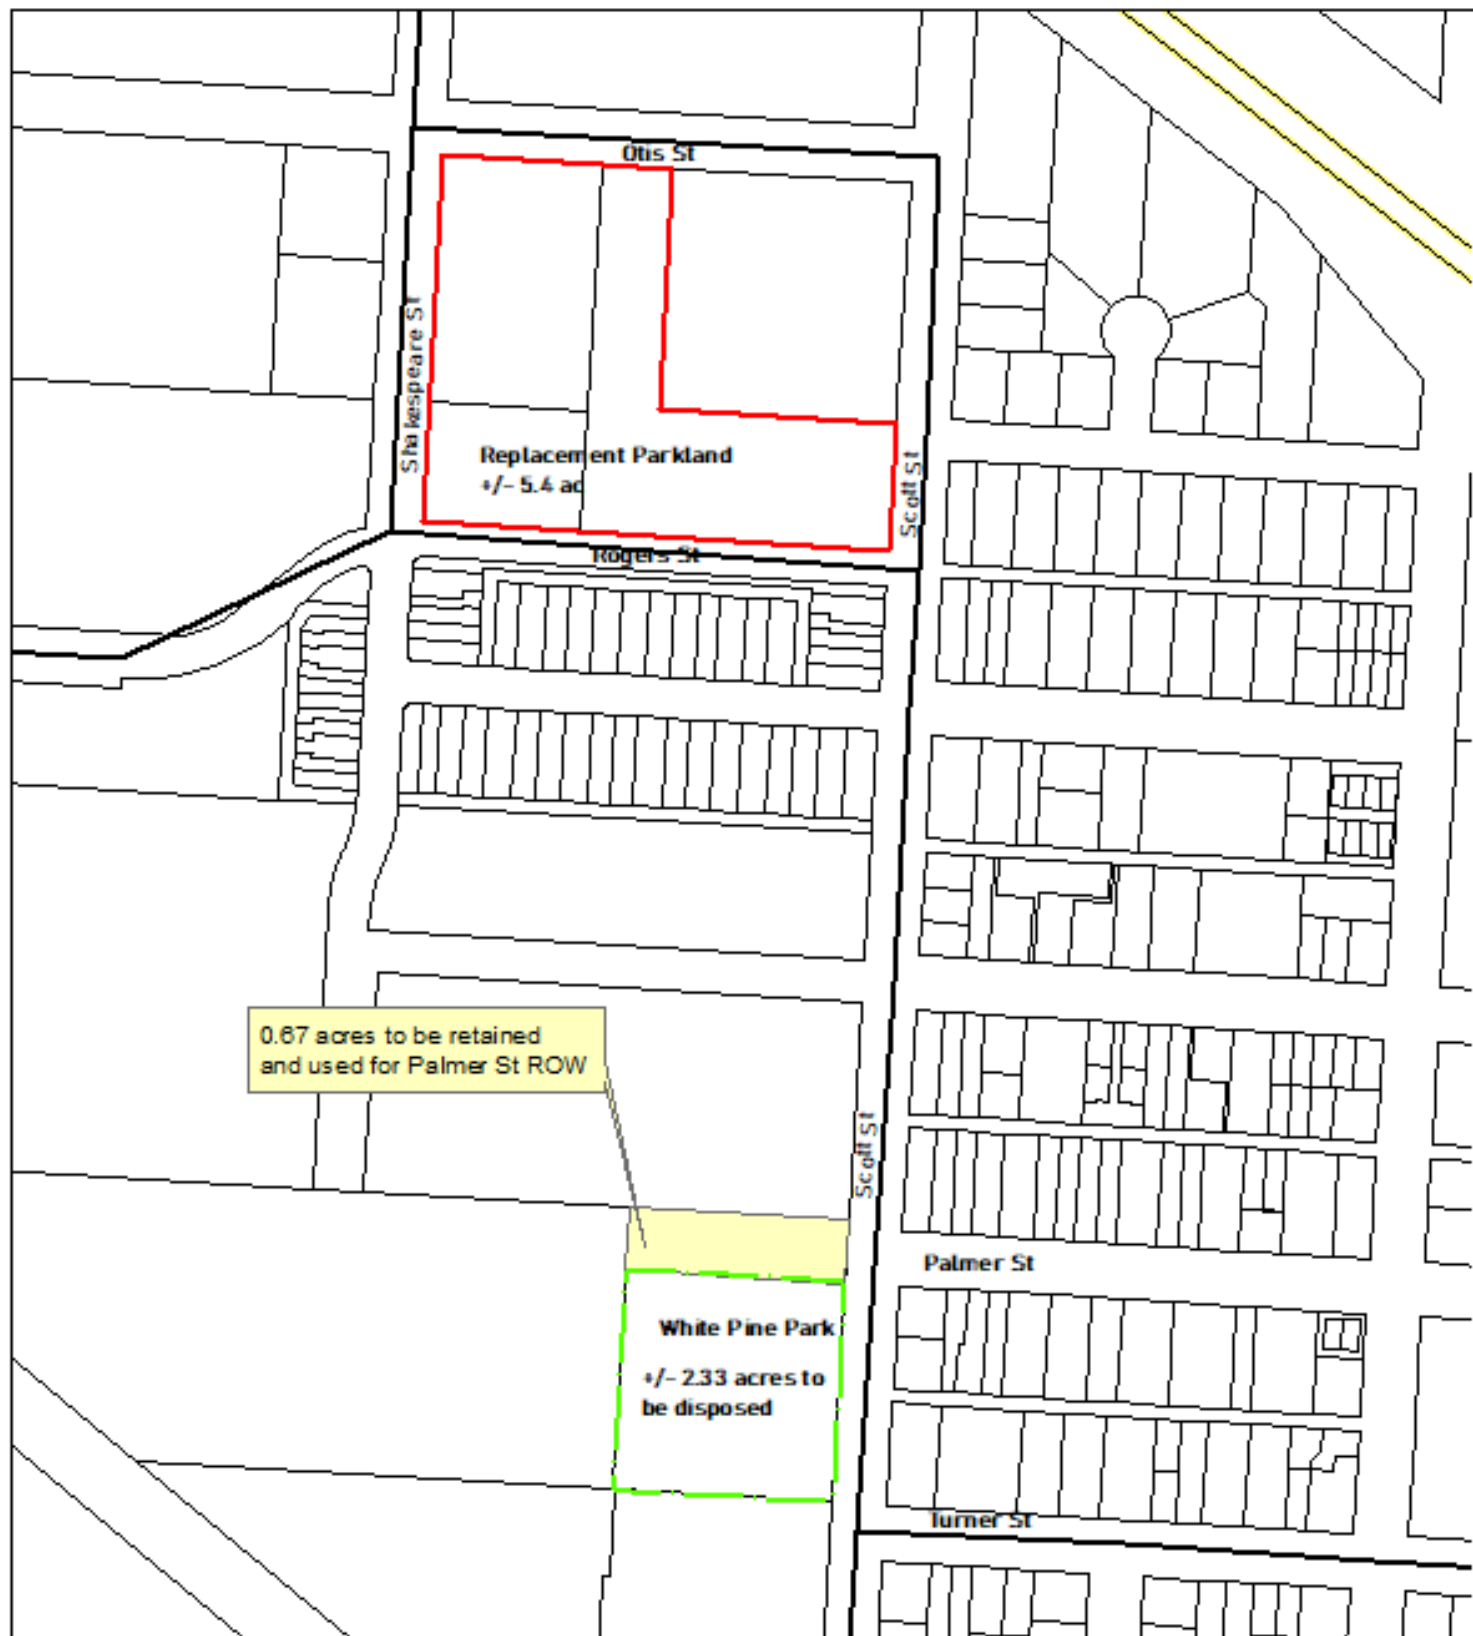 Otis St
Shakespeare St
Replacement Parkland
+/- 5.4 ac
Scott St
Rogers St
0.67 acres to be retained
and used for Palmer St ROW
Scott St
Palmer St
White Pine Park
+/- 2.33 acres to
be disposed
Turner St